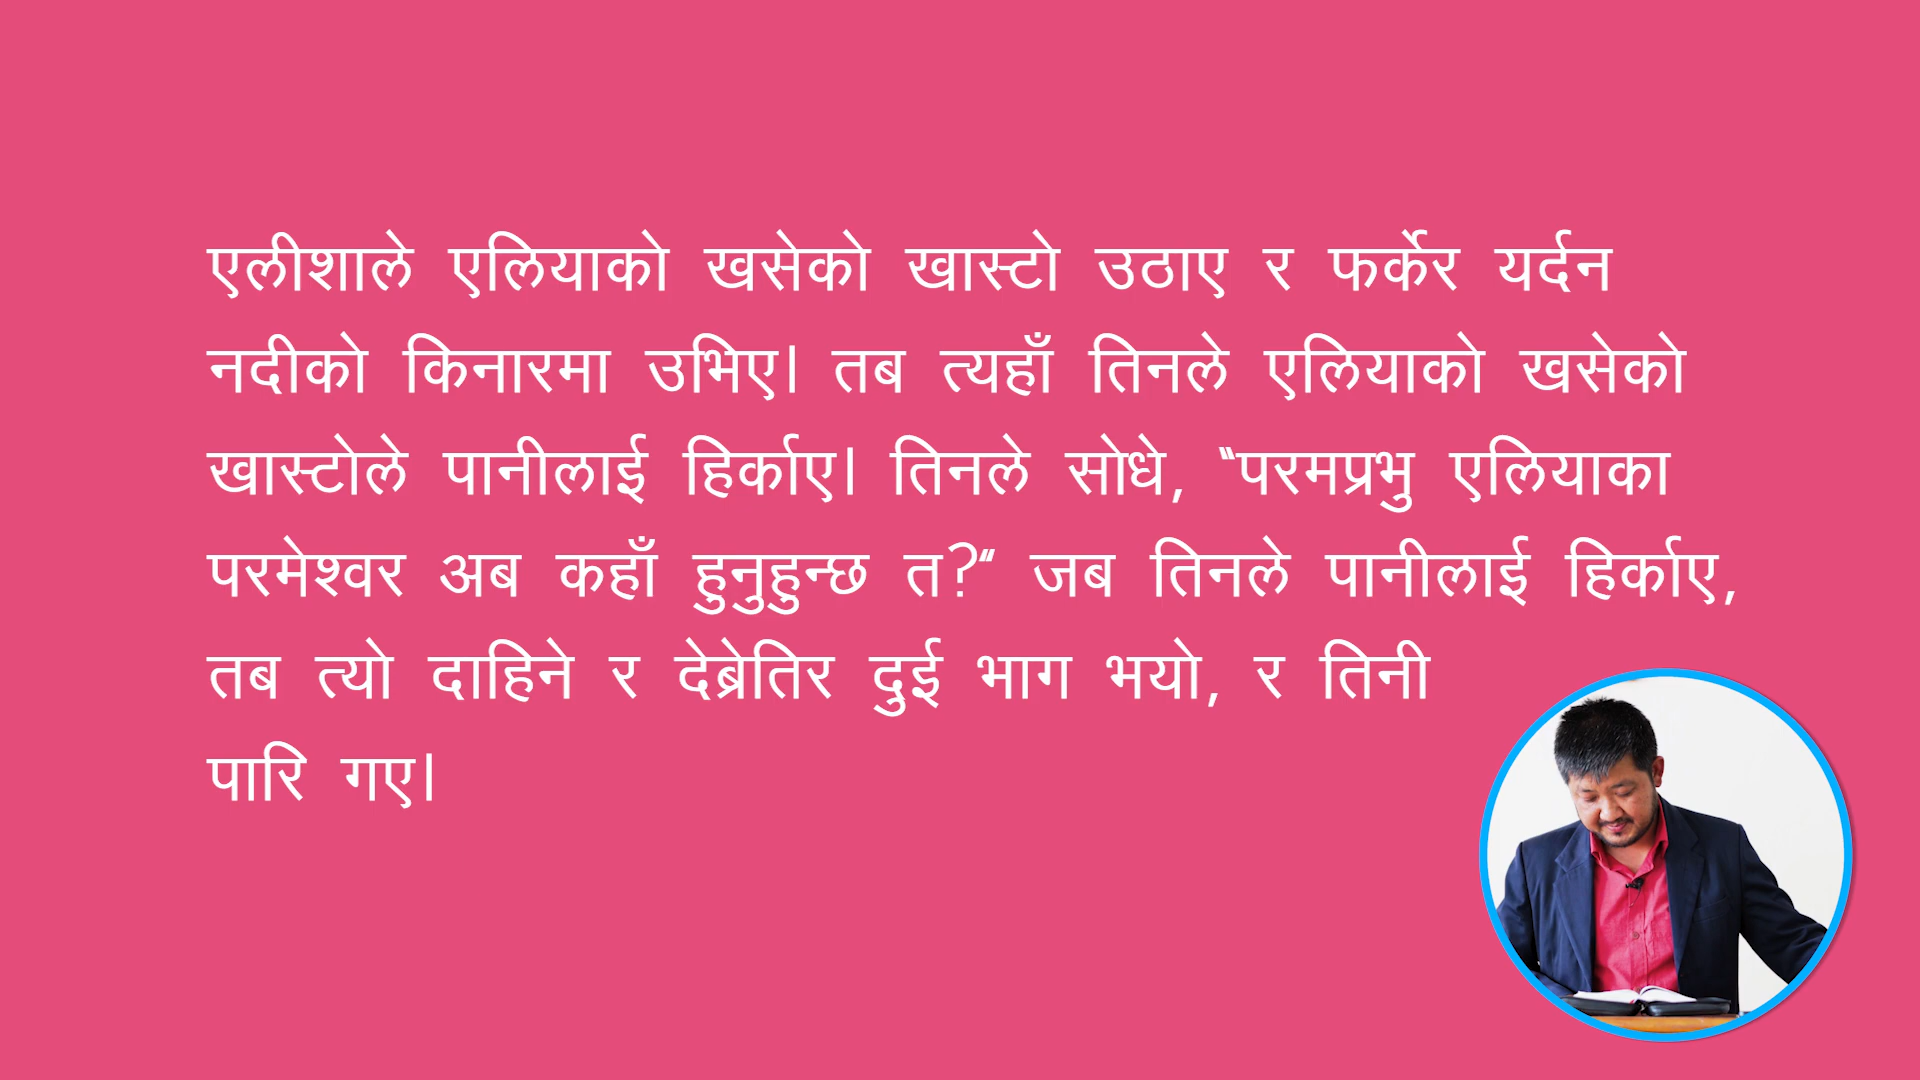 एलीशाले एलियाको खसेको खास्टो उठाए र फर्केर यर्दन
नदीको किनारमा उभिए। तब त्यहाँ तिनले एलियाको खसेको
खास्टोले पानीलाई हिर्काए। तिनले सोधे, “परमप्रभु एलियाका
परमेश्वर अब कहाँ हुनुहुन्छ त?” जब तिनले पानीलाई हिर्काए,
तब त्यो दाहिने र देब्रेतिर दुई भाग भयो, र तिनी
पारि गए।